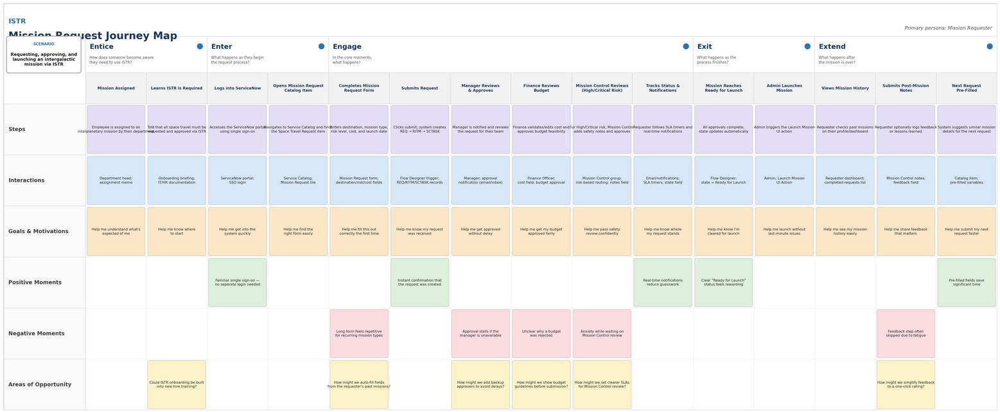 ISTR
Mission Request Journey Map
Primary persona: Mission Requester
SCENARIO
Requesting, approving, and
launching an intergalactic
mission via ISTR
Entice
How does someone become aware
they need to use ISTR?
Enter
What happens as they begin
the request process?
Engage
In the core moments,
what happens?
Exit
What happens as the
process finishes?
Extend
What happens after
the mission is over?
Mission Assigned
Learns ISTR is Required
Logs into ServiceNow
Opens Mission Request
Catalog Item
Completes Mission
Request Form
Submits Request
Manager Reviews
& Approves
Finance Reviews
Budget
Mission Control Reviews
(High/Critical Risk)
Tracks Status &
Notifications
Mission Reaches
Ready for Launch
Admin Launches
Mission
Views Mission History
Submits Post-Mission
Notes
Next Request
Pre-Filled
Steps
Employee is assigned to an
interplanetary mission by their department
Told that all space travel must be
requested and approved via ISTR
Accesses the ServiceNow portal
using single sign-on
Navigates to Service Catalog and finds
the Space Travel Request item
Enters destination, mission type,
risk level, cost, and launch date
Clicks submit; system creates
REQ → RITM → SCTASK
Manager is notified and reviews
the request for their team
Finance validates/edits cost and
approves budget feasibility
For High/Critical risk, Mission Control
adds safety notes and approves
Requester follows SLA timers and
real-time notifications
All approvals complete;
state updates automatically
Admin triggers the Launch Mission
UI action
Requester checks past missions
on their profile/dashboard
Requester optionally logs feedback
or lessons learned
System suggests similar mission
details for the next request
Interactions
Department head;
assignment memo
Onboarding briefing;
IT/HR documentation
ServiceNow portal;
SSO login
Service Catalog;
Mission Request tile
Mission Request form;
destination/risk/cost fields
Flow Designer trigger;
REQ/RITM/SCTASK records
Manager; approval
notification (email/inbox)
Finance Officer;
cost field; budget approval
Mission Control group;
risk-based routing; notes field
Email/notifications;
SLA timers; state field
Flow Designer;
state = Ready for Launch
Admin; Launch Mission
UI Action
Requester dashboard;
completed requests list
Mission Control notes;
feedback field
Catalog item;
pre-filled variables
Goals & Motivations
Help me understand what's
expected of me
Help me know where
to start
Help me get into the
system quickly
Help me find the
right form easily
Help me fill this out
correctly the first time
Help me know my request
was received
Help me get approved
without delay
Help me get my budget
approved fairly
Help me pass safety
review confidently
Help me know where
my request stands
Help me know I'm
cleared for launch
Help me launch without
last-minute issues
Help me see my mission
history easily
Help me share feedback
that matters
Help me submit my next
request faster
Positive Moments
Familiar single sign-on —
no separate login needed
Instant confirmation that
the request was created
Real-time notifications
reduce guesswork
Clear "Ready for Launch"
status feels rewarding
Pre-filled fields save
significant time
Negative Moments
Long form feels repetitive
for recurring mission types
Approval stalls if the
manager is unavailable
Unclear why a budget
was rejected
Anxiety while waiting on
Mission Control review
Feedback step often
skipped due to fatigue
Areas of Opportunity
Could ISTR onboarding be built
into new-hire training?
How might we auto-fill fields
from the requester's past missions?
How might we add backup
approvers to avoid delays?
How might we show budget
guidelines before submission?
How might we set clearer SLAs
for Mission Control review?
How might we simplify feedback
to a one-click rating?